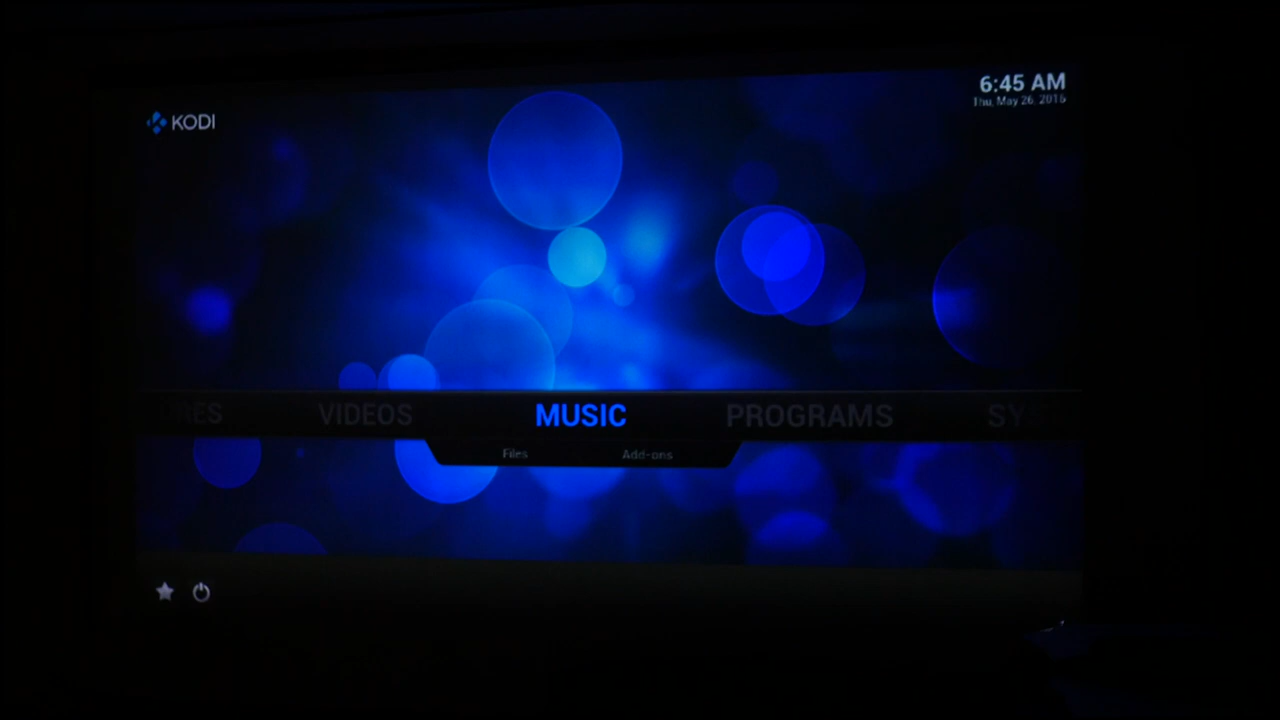 6:45 AM
Thu, May 26, 2016
KODI
VIDEOS MUSIC PROGRAMS
Files Add-ons